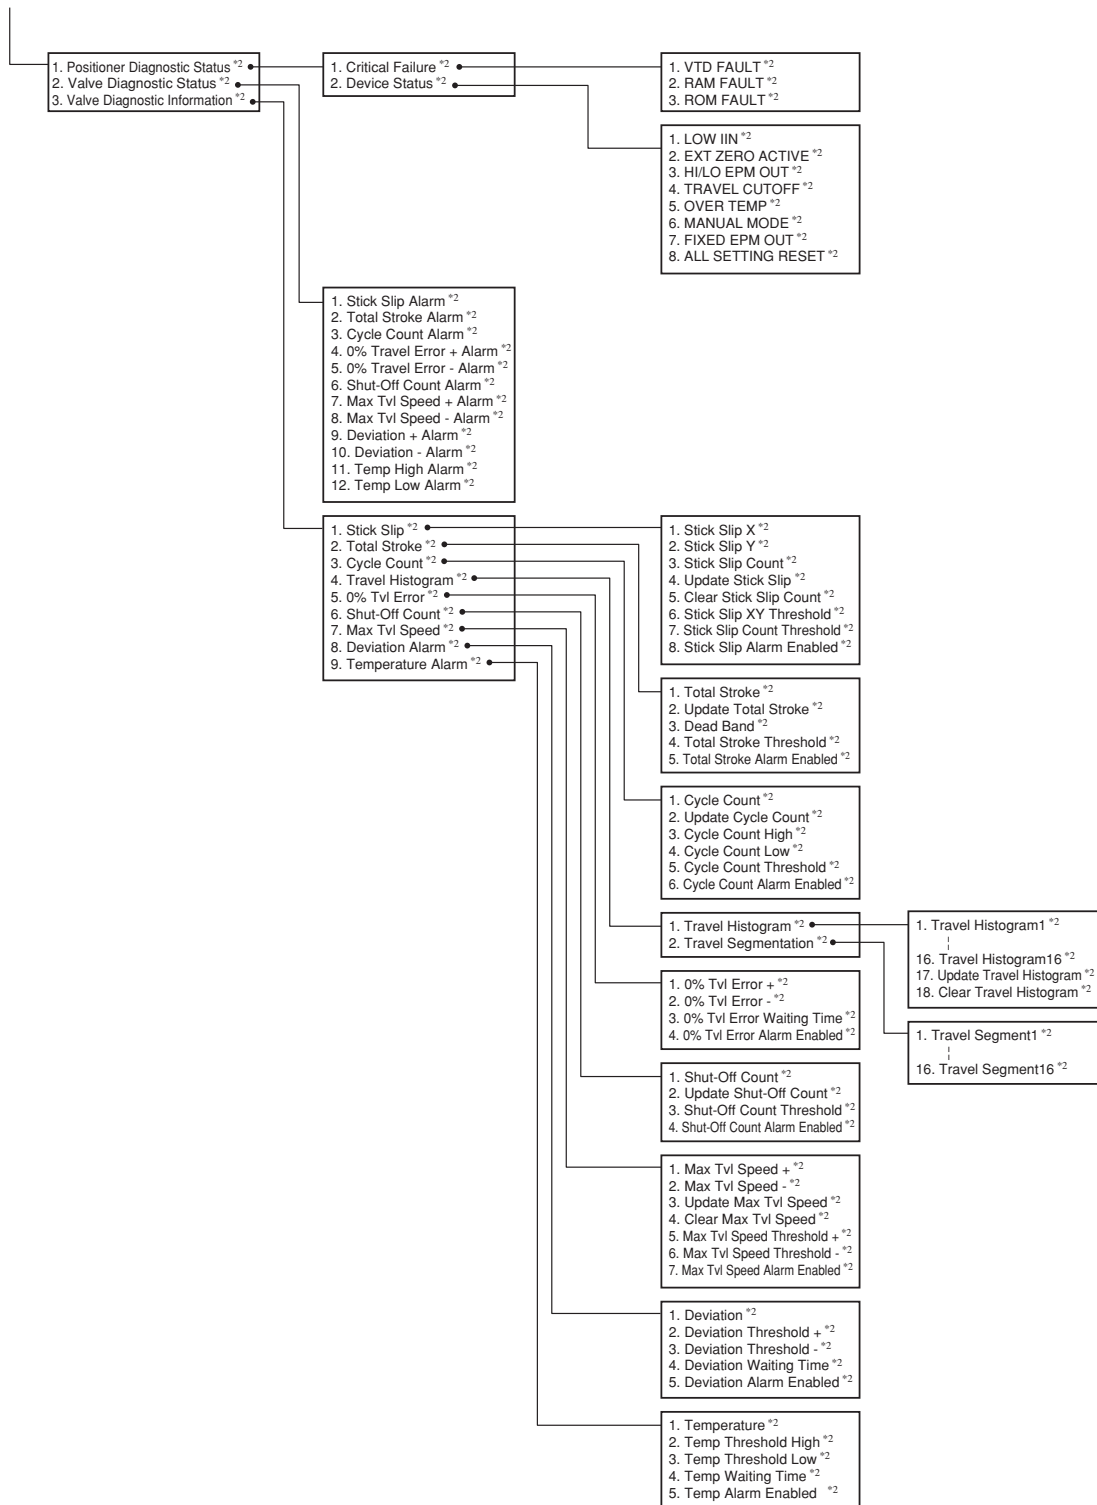 1. Positioner Diagnostic Status *2
2. Valve Diagnostic Status *2
3. Valve Diagnostic Information *2
1. Critical Failure *2
2. Device Status *2
1. VTD FAULT *2
2. RAM FAULT *2
3. ROM FAULT *2
1. LOW IIN *2
2. EXT ZERO ACTIVE *2
3. HI/LO EPM OUT *2
4. TRAVEL CUTOFF *2
5. OVER TEMP *2
6. MANUAL MODE *2
7. FIXED EPM OUT *2
8. ALL SETTING RESET *2
1. Stick Slip Alarm *2
2. Total Stroke Alarm *2
3. Cycle Count Alarm *2
4. 0% Travel Error + Alarm *2
5. 0% Travel Error - Alarm *2
6. Shut-Off Count Alarm *2
7. Max Tvl Speed + Alarm *2
8. Max Tvl Speed - Alarm *2
9. Deviation + Alarm *2
10. Deviation - Alarm *2
11. Temp High Alarm *2
12. Temp Low Alarm *2
1. Stick Slip *2
2. Total Stroke *2
3. Cycle Count *2
4. Travel Histogram *2
5. 0% Tvl Error *2
6. Shut-Off Count *2
7. Max Tvl Speed *2
8. Deviation Alarm *2
9. Temperature Alarm *2
1. Stick Slip X *2
2. Stick Slip Y *2
3. Stick Slip Count *2
4. Update Stick Slip *2
5. Clear Stick Slip Count *2
6. Stick Slip XY Threshold *2
7. Stick Slip Count Threshold *2
8. Stick Slip Alarm Enabled *2
1. Total Stroke *2
2. Update Total Stroke *2
3. Dead Band *2
4. Total Stroke Threshold *2
5. Total Stroke Alarm Enabled *2
1. Cycle Count *2
2. Update Cycle Count *2
3. Cycle Count High *2
4. Cycle Count Low *2
5. Cycle Count Threshold *2
6. Cycle Count Alarm Enabled *2
1. Travel Histogram *2
2. Travel Segmentation *2
1. Travel Histogram1 *2
16. Travel Histogram16 *2
17. Update Travel Histogram *2
18. Clear Travel Histogram *2
1. Travel Segment1 *2
16. Travel Segment16 *2
1. 0% Tvl Error + *2
2. 0% Tvl Error - *2
3. 0% Tvl Error Waiting Time *2
4. 0% Tvl Error Alarm Enabled *2
1. Shut-Off Count *2
2. Update Shut-Off Count *2
3. Shut-Off Count Threshold *2
4. Shut-Off Count Alarm Enabled *2
1. Max Tvl Speed + *2
2. Max Tvl Speed - *2
3. Update Max Tvl Speed *2
4. Clear Max Tvl Speed *2
5. Max Tvl Speed Threshold + *2
6. Max Tvl Speed Threshold - *2
7. Max Tvl Speed Alarm Enabled *2
1. Deviation *2
2. Deviation Threshold + *2
3. Deviation Threshold - *2
4. Deviation Waiting Time *2
5. Deviation Alarm Enabled *2
1. Temperature *2
2. Temp Threshold High *2
3. Temp Threshold Low *2
4. Temp Waiting Time *2
5. Temp Alarm Enabled *2